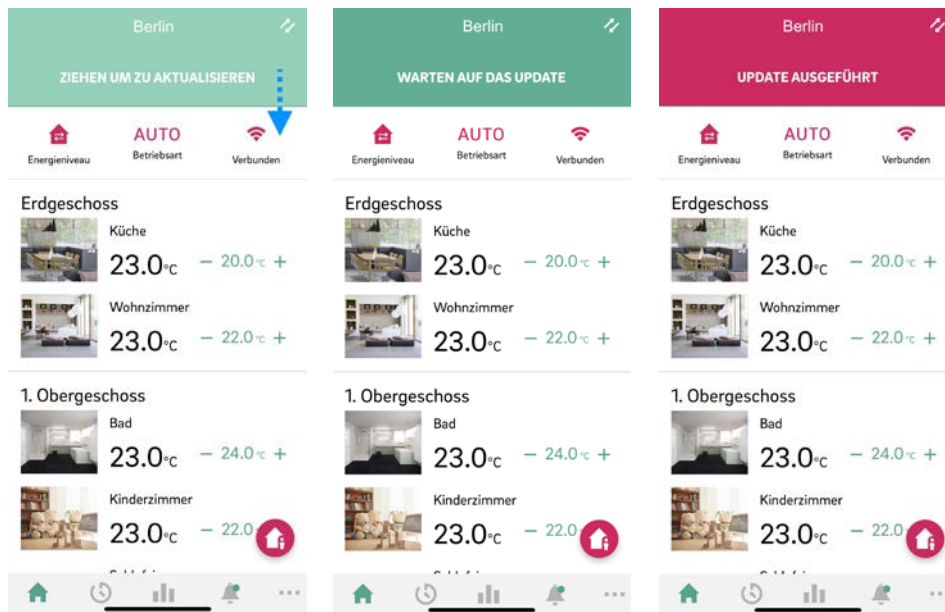 Berlin
ZIEHEN UM ZU AKTUALISIEREN
AUTO
Energieniveau
Betriebsart
Verbunden
Erdgeschoss
Küche
23.0°C
− 20.0°C +
Wohnzimmer
23.0°C
− 22.0°C +
1. Obergeschoss
Bad
23.0°C
− 24.0°C +
Kinderzimmer
23.0°C
− 22.0
Berlin
WARTEN AUF DAS UPDATE
AUTO
Energieniveau
Betriebsart
Verbunden
Erdgeschoss
Küche
23.0°C
− 20.0°C +
Wohnzimmer
23.0°C
− 22.0°C +
1. Obergeschoss
Bad
23.0°C
− 24.0°C +
Kinderzimmer
23.0°C
− 22.0
Berlin
UPDATE AUSGEFÜHRT
AUTO
Energieniveau
Betriebsart
Verbunden
Erdgeschoss
Küche
23.0°C
− 20.0°C +
Wohnzimmer
23.0°C
− 22.0°C +
1. Obergeschoss
Bad
23.0°C
− 24.0°C +
Kinderzimmer
23.0°C
− 22.0